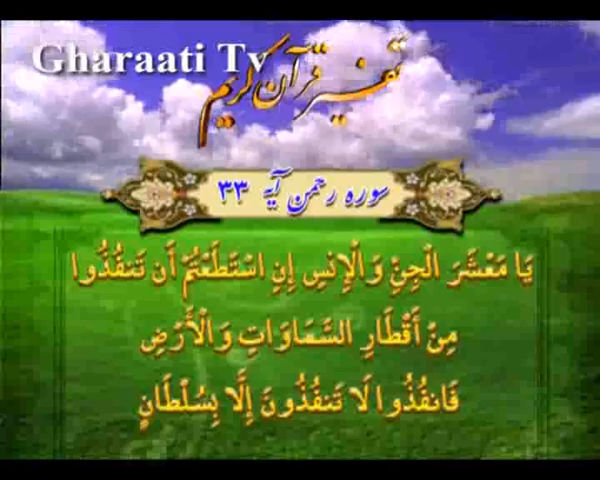 Gharaati Tv
تفسیر قرآن کریم
سوره رحمن آیه ۳۳
يَا مَعْشَرَ الْجِنِّ وَالْإِنسِ إِنِ اسْتَطَعْتُمْ أَن تَنفُذُوا
مِنْ أَقْطَارِ السَّمَاوَاتِ وَالْأَرْضِ
فَانفُذُوا لَا تَنفُذُونَ إِلَّا بِسُلْطَانٍ